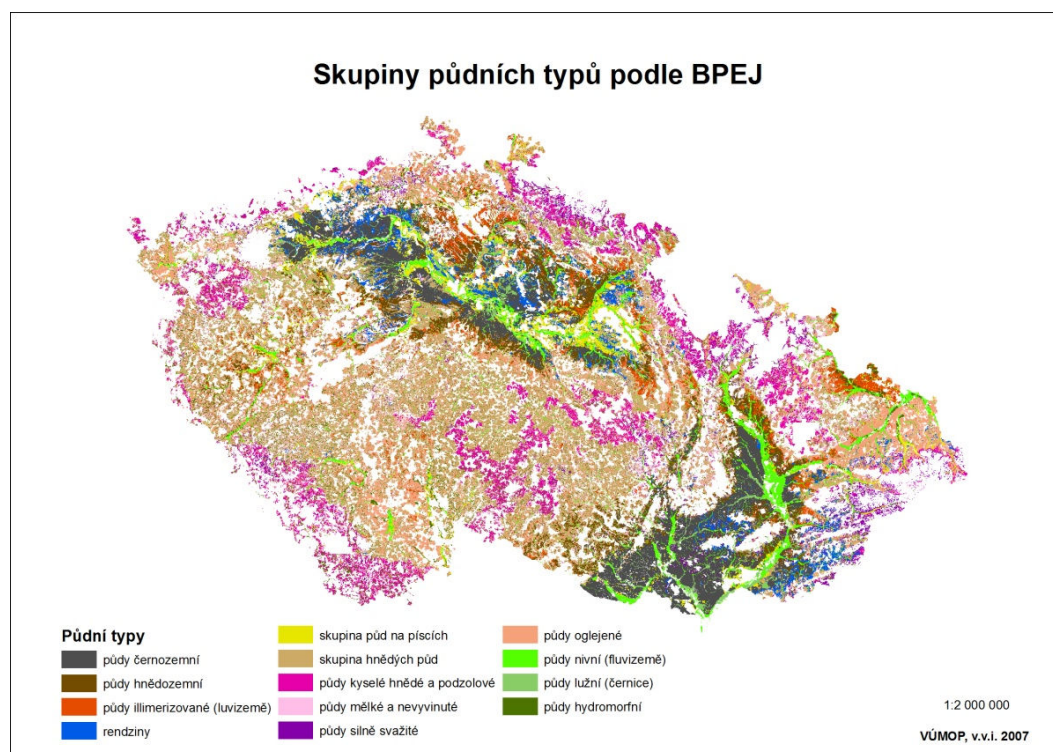 Skupiny půdních typů podle BPEJ
Půdní typy
půdy černozemní
půdy hnědozemní
půdy illimerizované (luvizemě)
rendziny
skupina půd na píscích
skupina hnědých půd
půdy kyselé hnědé a podzolové
půdy mělké a nevyvinuté
půdy silně svažité
půdy oglejené
půdy nivní (fluvizemě)
půdy lužní (černice)
půdy hydromorfní
1:2 000 000
VÚMOP, v.v.i. 2007